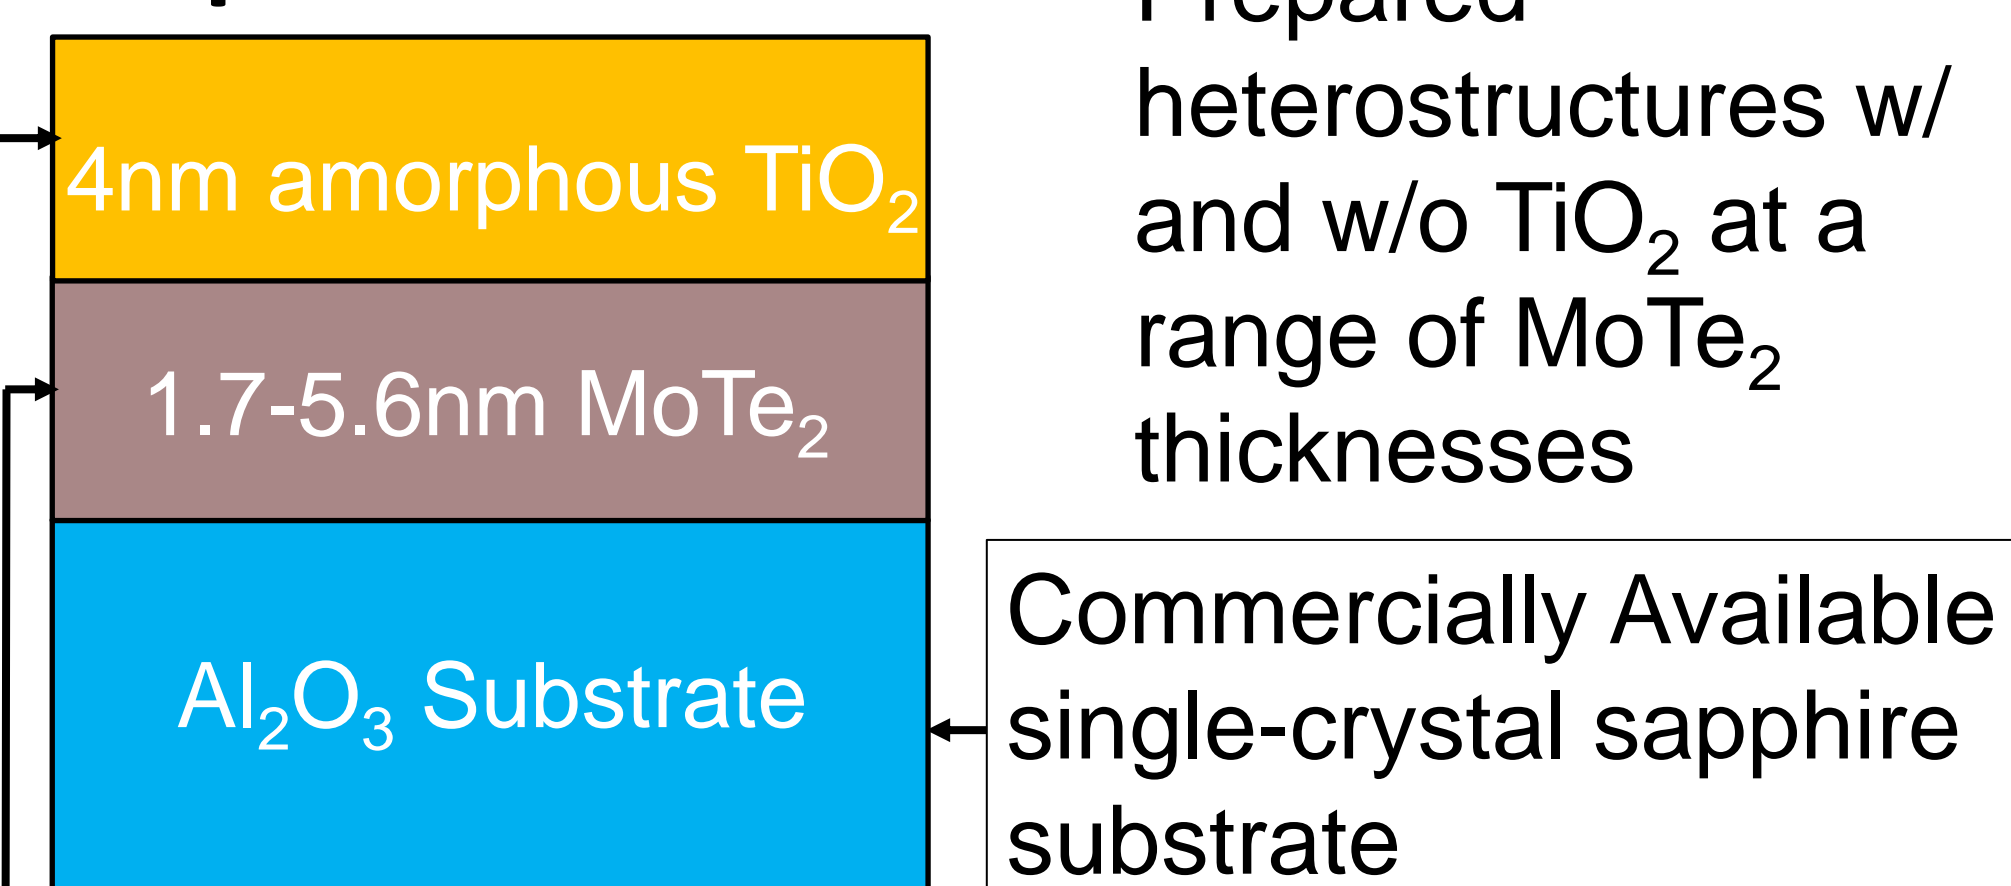 Prepared
heterostructures w/
and w/o TiO₂ at a
range of MoTe₂
thicknesses
4nm amorphous TiO₂
1.7-5.6nm MoTe₂
Al₂O₃ Substrate
Commercially Available
single-crystal sapphire
substrate